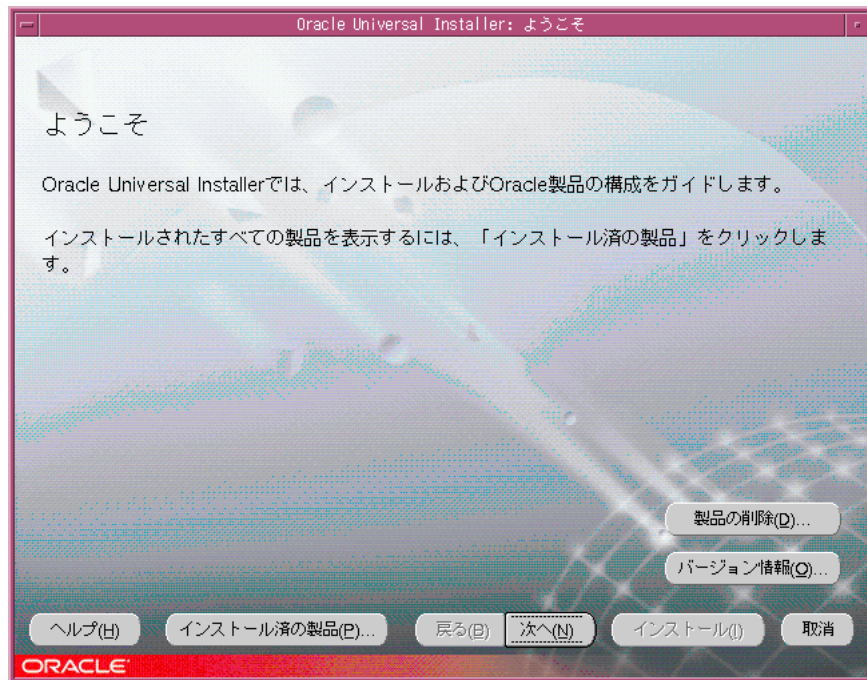 Oracle Universal Installer: ようこそ
ようこそ
Oracle Universal Installerでは、インストールおよびOracle製品の構成をガイドします。
インストールされたすべての製品を表示するには、「インストール済の製品」をクリックしま
す。
製品の削除(D)...
バージョン情報(O)...
ヘルプ(H) インストール済の製品(P)... 戻る(B) 次へ(N) インストール(I) 取消
ORACLE